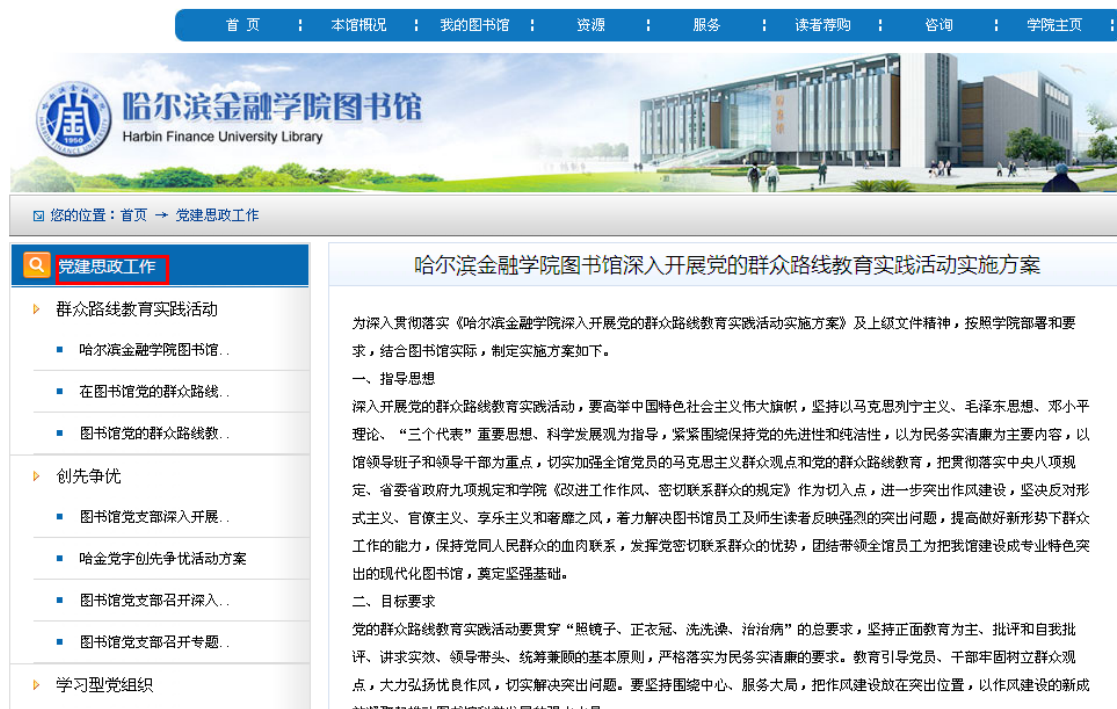 首 页
本馆概况
我的图书馆
资源
服务
读者荐购
咨询
学院主页
哈尔滨金融学院图书馆
Harbin Finance University Library
1950
您的位置：首页 → 党建思政工作
党建思政工作
群众路线教育实践活动
哈尔滨金融学院图书馆..
在图书馆党的群众路线..
图书馆党的群众路线教..
创先争优
图书馆党支部深入开展..
哈金党字创先争优活动方案
图书馆党支部召开深入..
图书馆党支部召开专题..
学习型党组织
哈尔滨金融学院图书馆深入开展党的群众路线教育实践活动实施方案
为深入贯彻落实《哈尔滨金融学院深入开展党的群众路线教育实践活动实施方案》及上级文件精神，按照学院部署和要
求，结合图书馆实际，制定实施方案如下。
一、指导思想
深入开展党的群众路线教育实践活动，要高举中国特色社会主义伟大旗帜，坚持以马克思列宁主义、毛泽东思想、邓小平
理论、“三个代表”重要思想、科学发展观为指导，紧紧围绕保持党的先进性和纯洁性，以为民务实清廉为主要内容，以
馆领导班子和领导干部为重点，切实加强全馆党员的马克思主义群众观点和党的群众路线教育，把贯彻落实中央八项规
定、省委省政府九项规定和学院《改进工作作风、密切联系群众的规定》作为切入点，进一步突出作风建设，坚决反对形
式主义、官僚主义、享乐主义和奢靡之风，着力解决图书馆员工及师生读者反映强烈的突出问题，提高做好新形势下群众
工作的能力，保持党同人民群众的血肉联系，发挥党密切联系群众的优势，团结带领全馆员工为把我馆建设成专业特色突
出的现代化图书馆，奠定坚强基础。
二、目标要求
党的群众路线教育实践活动要贯穿“照镜子、正衣冠、洗洗澡、治治病”的总要求，坚持正面教育为主、批评和自我批
评、讲求实效、领导带头、统筹兼顾的基本原则，严格落实为民务实清廉的要求。教育引导党员、干部牢固树立群众观
点，大力弘扬优良作风，切实解决突出问题。要坚持围绕中心、服务大局，把作风建设放在突出位置，以作风建设的新成